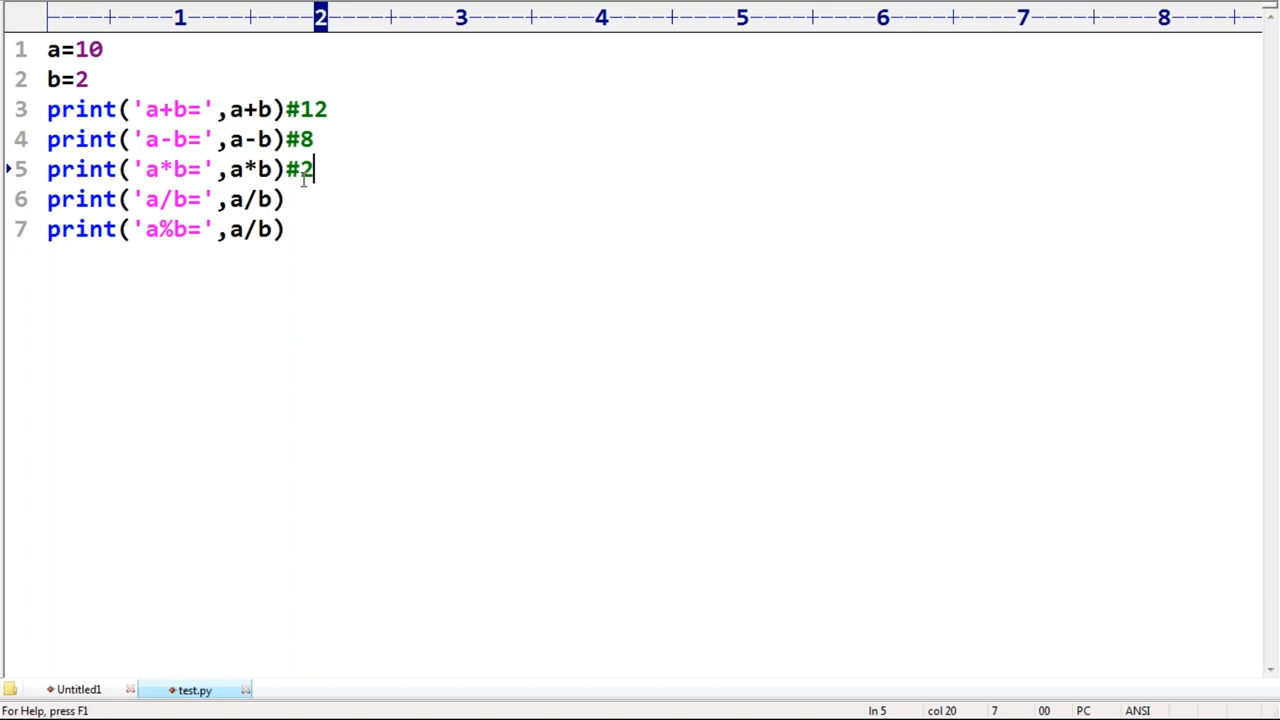 1 2 3 4 5 6 7 8
1 a=10
2 b=2
3 print('a+b=',a+b)#12
4 print('a-b=',a-b)#8
5 print('a*b=',a*b)#2
6 print('a/b=',a/b)
7 print('a%b=',a/b)
Untitled1 test.py
For Help, press F1 ln 5 col 20 7 00 PC ANSI